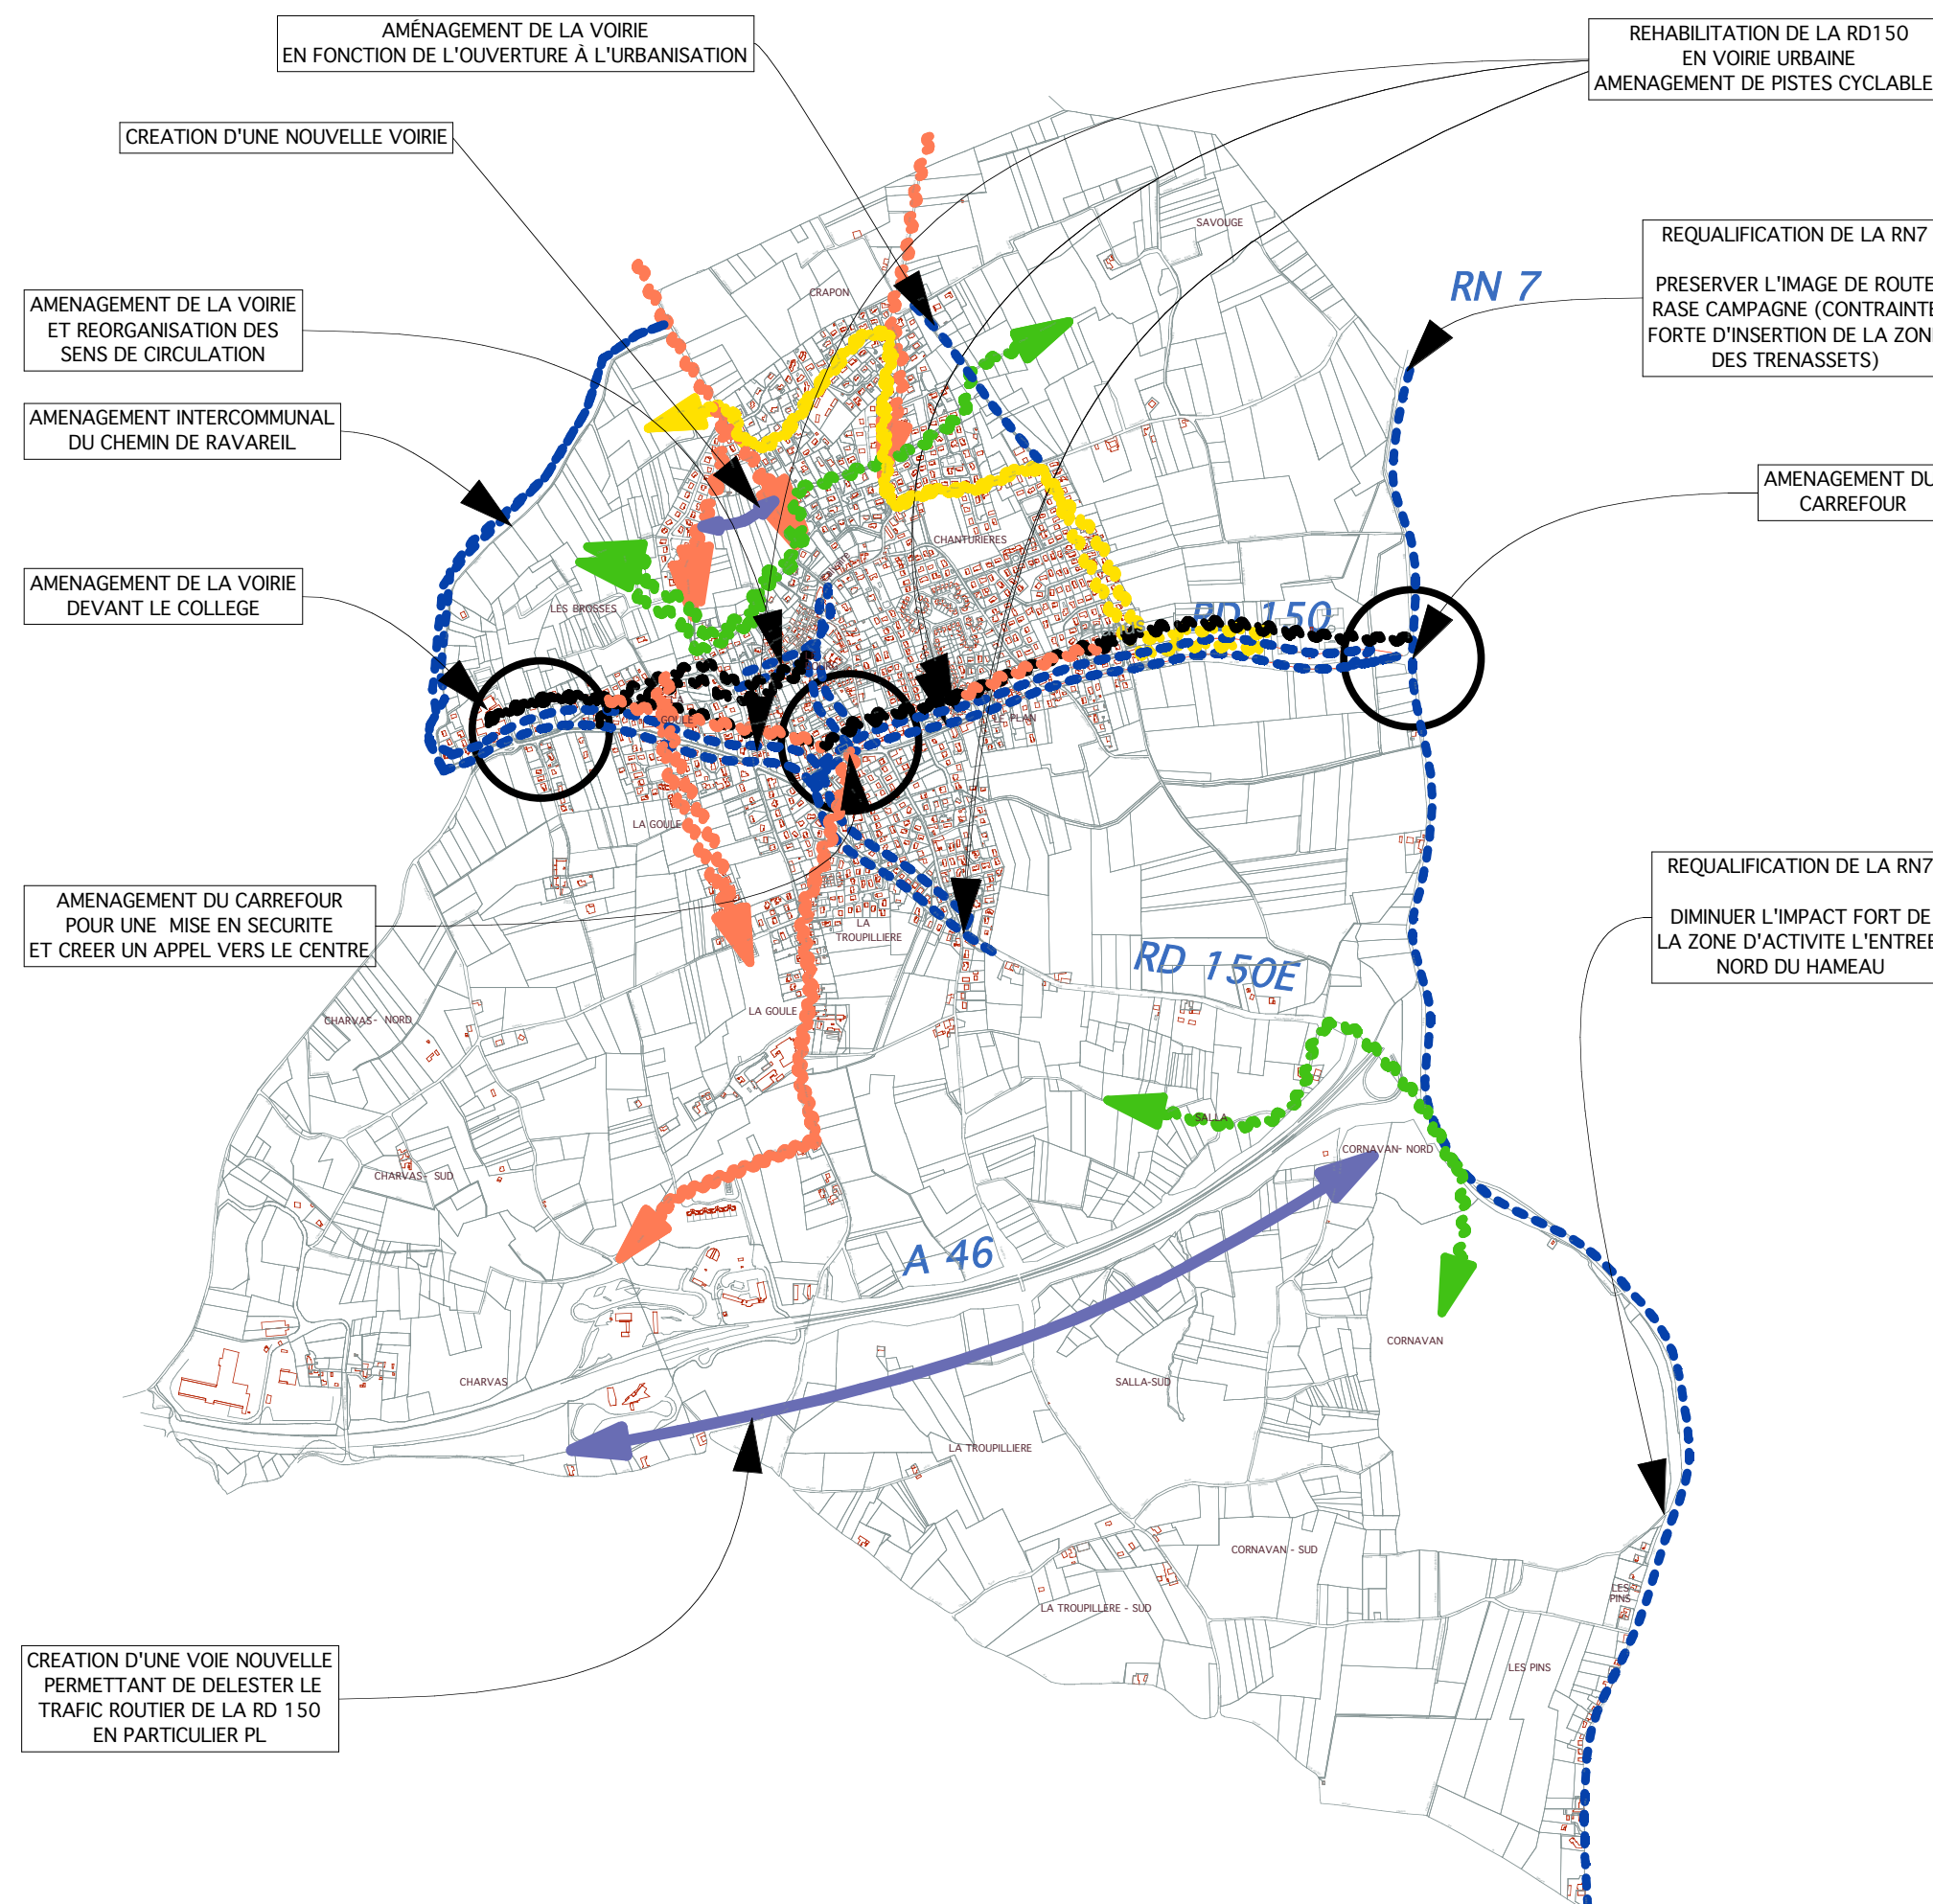 AMÉNAGEMENT DE LA VOIRIE
EN FONCTION DE L'OUVERTURE À L'URBANISATION
REHABILITATION DE LA RD150
EN VOIRIE URBAINE
AMENAGEMENT DE PISTES CYCLABLE
CREATION D'UNE NOUVELLE VOIRIE
SAVOUGE
REQUALIFICATION DE LA RN7
PRESERVER L'IMAGE DE ROUTE
RASE CAMPAGNE (CONTRAINTE
FORTE D'INSERTION DE LA ZONE
DES TRENASSETS)
RN 7
CRAPON
AMENAGEMENT DE LA VOIRIE
ET REORGANISATION DES
SENS DE CIRCULATION
AMENAGEMENT INTERCOMMUNAL
DU CHEMIN DE RAVAREIL
AMENAGEMENT DU
CARREFOUR
CHANTURIERES
AMENAGEMENT DE LA VOIRIE
DEVANT LE COLLEGE
LES BROSSES
RD 150
GOULE
LE PLAN
LA GOULE
AMENAGEMENT DU CARREFOUR
POUR UNE MISE EN SECURITE
ET CREER UN APPEL VERS LE CENTRE
REQUALIFICATION DE LA RN7
DIMINUER L'IMPACT FORT DE
LA ZONE D'ACTIVITE L'ENTREE
NORD DU HAMEAU
LA
TROUPILLIERE
RD 150E
LA GOULE
CHARVAS- NORD
SALLA
CORNAVAN- NORD
CHARVAS- SUD
A 46
CORNAVAN
CHARVAS
SALLA-SUD
LA TROUPILLIERE
CORNAVAN - SUD
LES
PINS
LA TROUPILLERE - SUD
LES PINS
CREATION D'UNE VOIE NOUVELLE
PERMETTANT DE DELESTER LE
TRAFIC ROUTIER DE LA RD 150
EN PARTICULIER PL